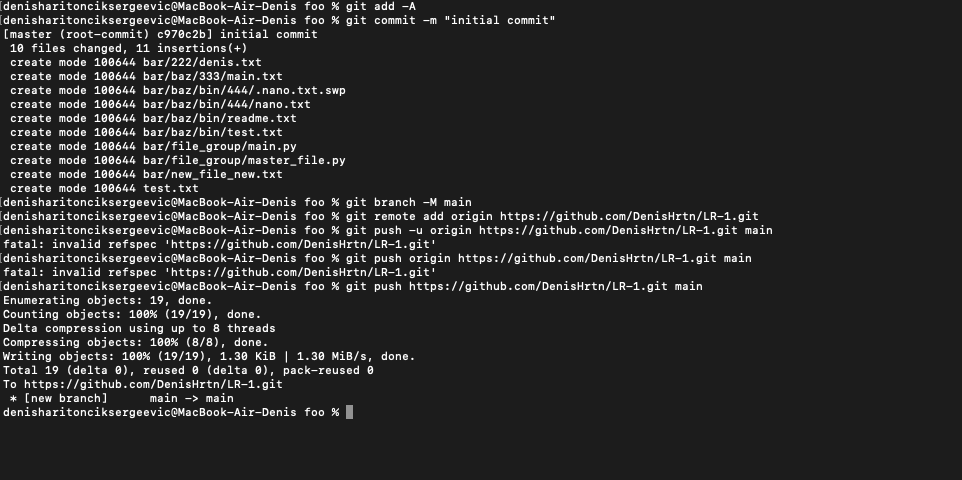 [denisharitonciksergeevic@MacBook-Air-Denis foo % git add -A
[denisharitonciksergeevic@MacBook-Air-Denis foo % git commit -m "initial commit"
[master (root-commit) c970c2b] initial commit
 10 files changed, 11 insertions(+)
 create mode 100644 bar/222/denis.txt
 create mode 100644 bar/baz/333/main.txt
 create mode 100644 bar/baz/bin/444/.nano.txt.swp
 create mode 100644 bar/baz/bin/444/nano.txt
 create mode 100644 bar/baz/bin/readme.txt
 create mode 100644 bar/baz/bin/test.txt
 create mode 100644 bar/file_group/main.py
 create mode 100644 bar/file_group/master_file.py
 create mode 100644 bar/new_file_new.txt
 create mode 100644 test.txt
[denisharitonciksergeevic@MacBook-Air-Denis foo % git branch -M main
[denisharitonciksergeevic@MacBook-Air-Denis foo % git remote add origin https://github.com/DenisHrtn/LR-1.git
[denisharitonciksergeevic@MacBook-Air-Denis foo % git push -u origin https://github.com/DenisHrtn/LR-1.git main
fatal: invalid refspec 'https://github.com/DenisHrtn/LR-1.git'
[denisharitonciksergeevic@MacBook-Air-Denis foo % git push origin https://github.com/DenisHrtn/LR-1.git main
fatal: invalid refspec 'https://github.com/DenisHrtn/LR-1.git'
[denisharitonciksergeevic@MacBook-Air-Denis foo % git push https://github.com/DenisHrtn/LR-1.git main
Enumerating objects: 19, done.
Counting objects: 100% (19/19), done.
Delta compression using up to 8 threads
Compressing objects: 100% (8/8), done.
Writing objects: 100% (19/19), 1.30 KiB | 1.30 MiB/s, done.
Total 19 (delta 0), reused 0 (delta 0), pack-reused 0
To https://github.com/DenisHrtn/LR-1.git
 * [new branch]      main -> main
denisharitonciksergeevic@MacBook-Air-Denis foo %